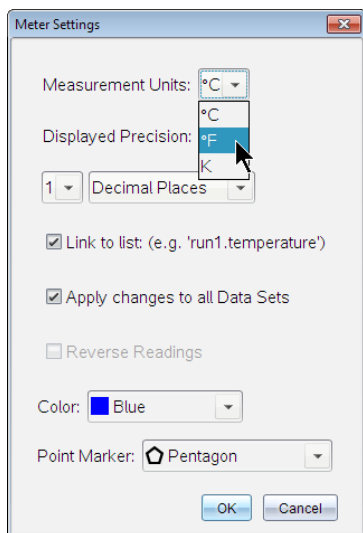 Meter Settings
Measurement Units: °C
°C
Displayed Precision: °F
K
1 Decimal Places
Link to list: (e.g. 'run1.temperature')
Apply changes to all Data Sets
Reverse Readings
Color: Blue
Point Marker: Pentagon
OK Cancel